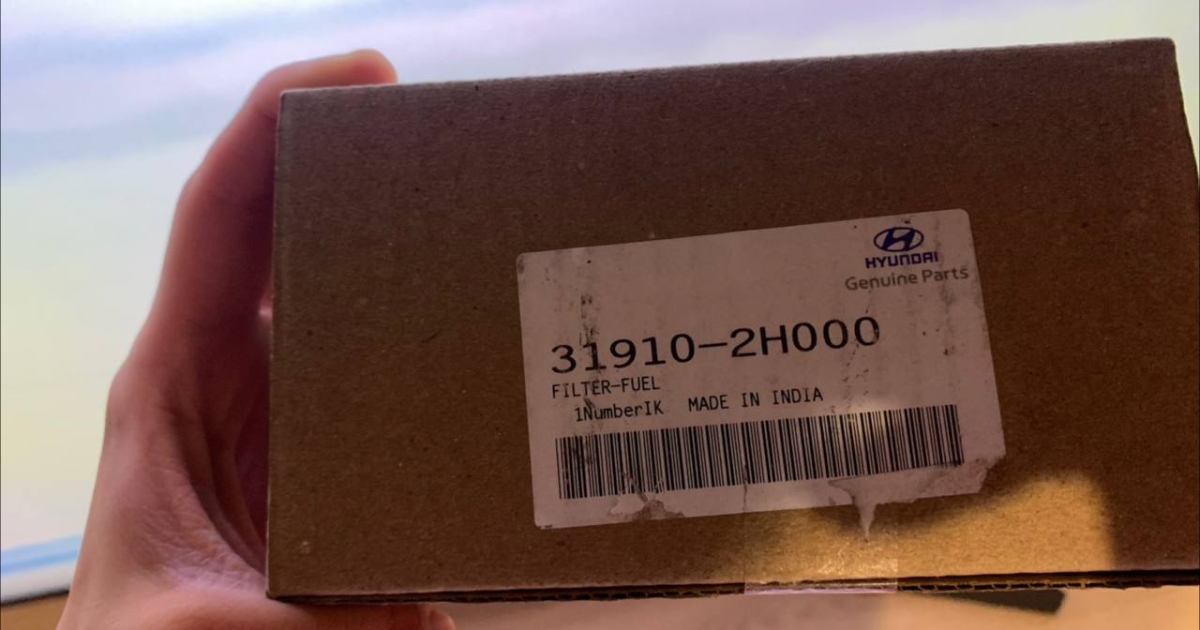 HYUNDAI
Genuine Parts
31910-2H000
FILTER-FUEL
1NumberIK MADE IN INDIA